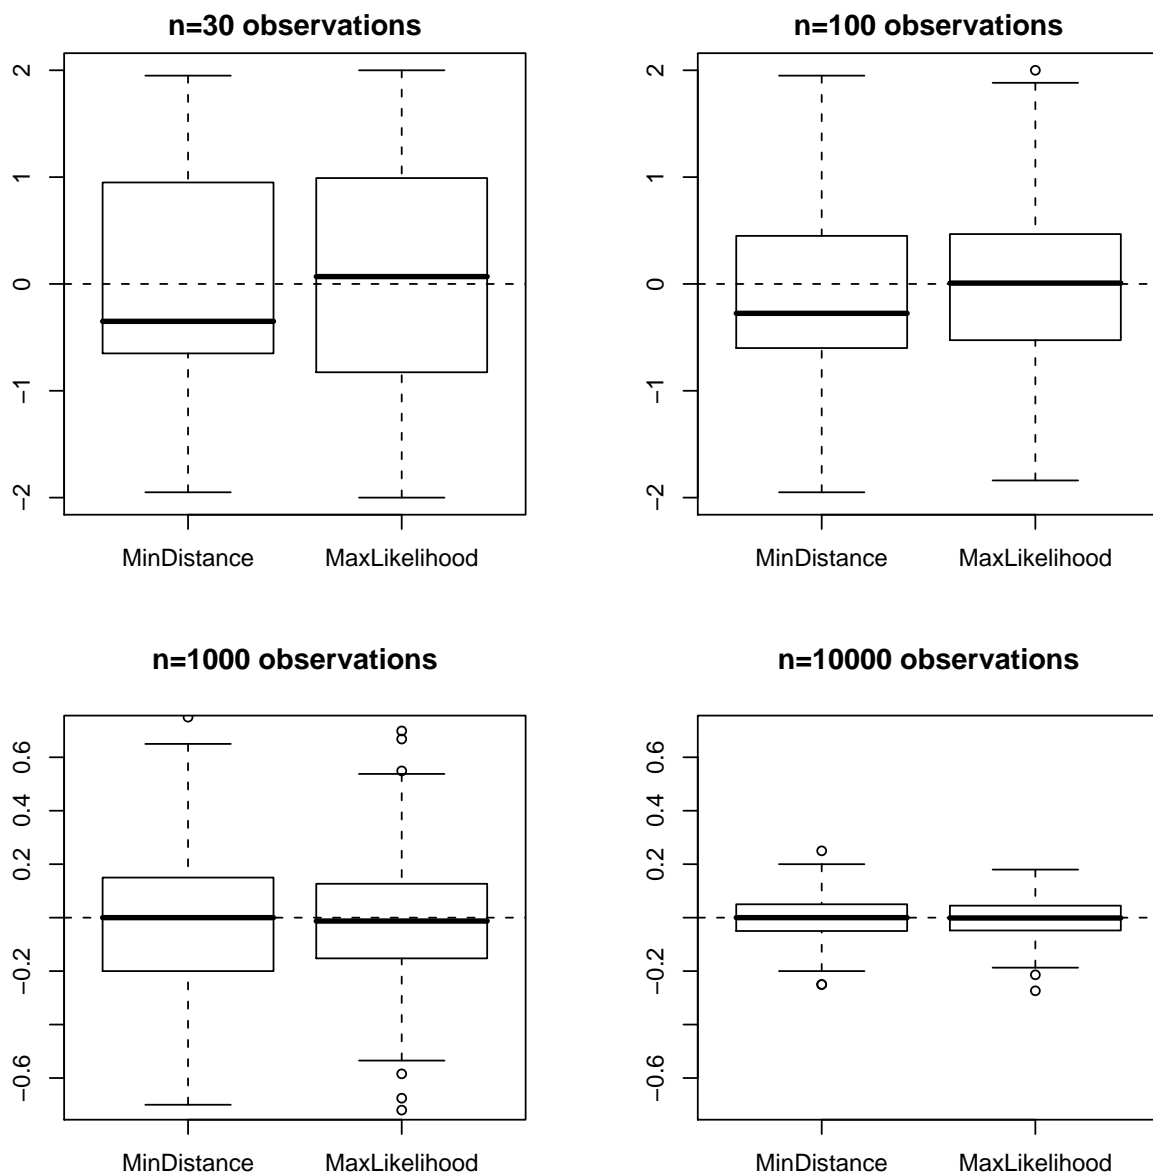 n=30 observations
2
1
0
−1
−2
MinDistance MaxLikelihood
n=100 observations
2
1
0
−1
−2
MinDistance MaxLikelihood
n=1000 observations
0.6
0.4
0.2
−0.2
−0.6
MinDistance MaxLikelihood
n=10000 observations
0.6
0.4
0.2
−0.2
−0.6
MinDistance MaxLikelihood